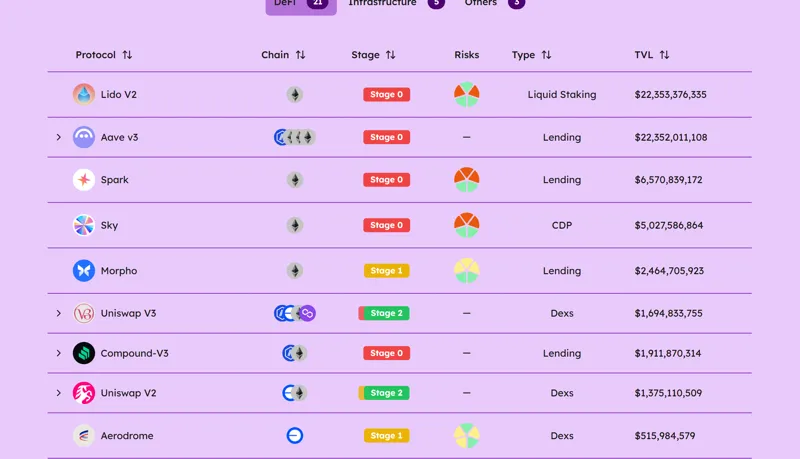 DeFi 21 Infrastructure 5 Others 3
Protocol Chain Stage Risks Type TVL
Lido V2 Stage 0 Liquid Staking $22,353,376,335
Aave v3 Stage 0 — Lending $22,352,011,108
Spark Stage 0 Lending $6,570,839,172
Sky Stage 0 CDP $5,027,586,864
Morpho Stage 1 Lending $2,464,705,923
Uniswap V3 Stage 2 — Dexs $1,694,833,755
Compound-V3 Stage 0 — Lending $1,911,870,314
Uniswap V2 Stage 2 — Dexs $1,375,110,509
Aerodrome Stage 1 Dexs $515,984,579